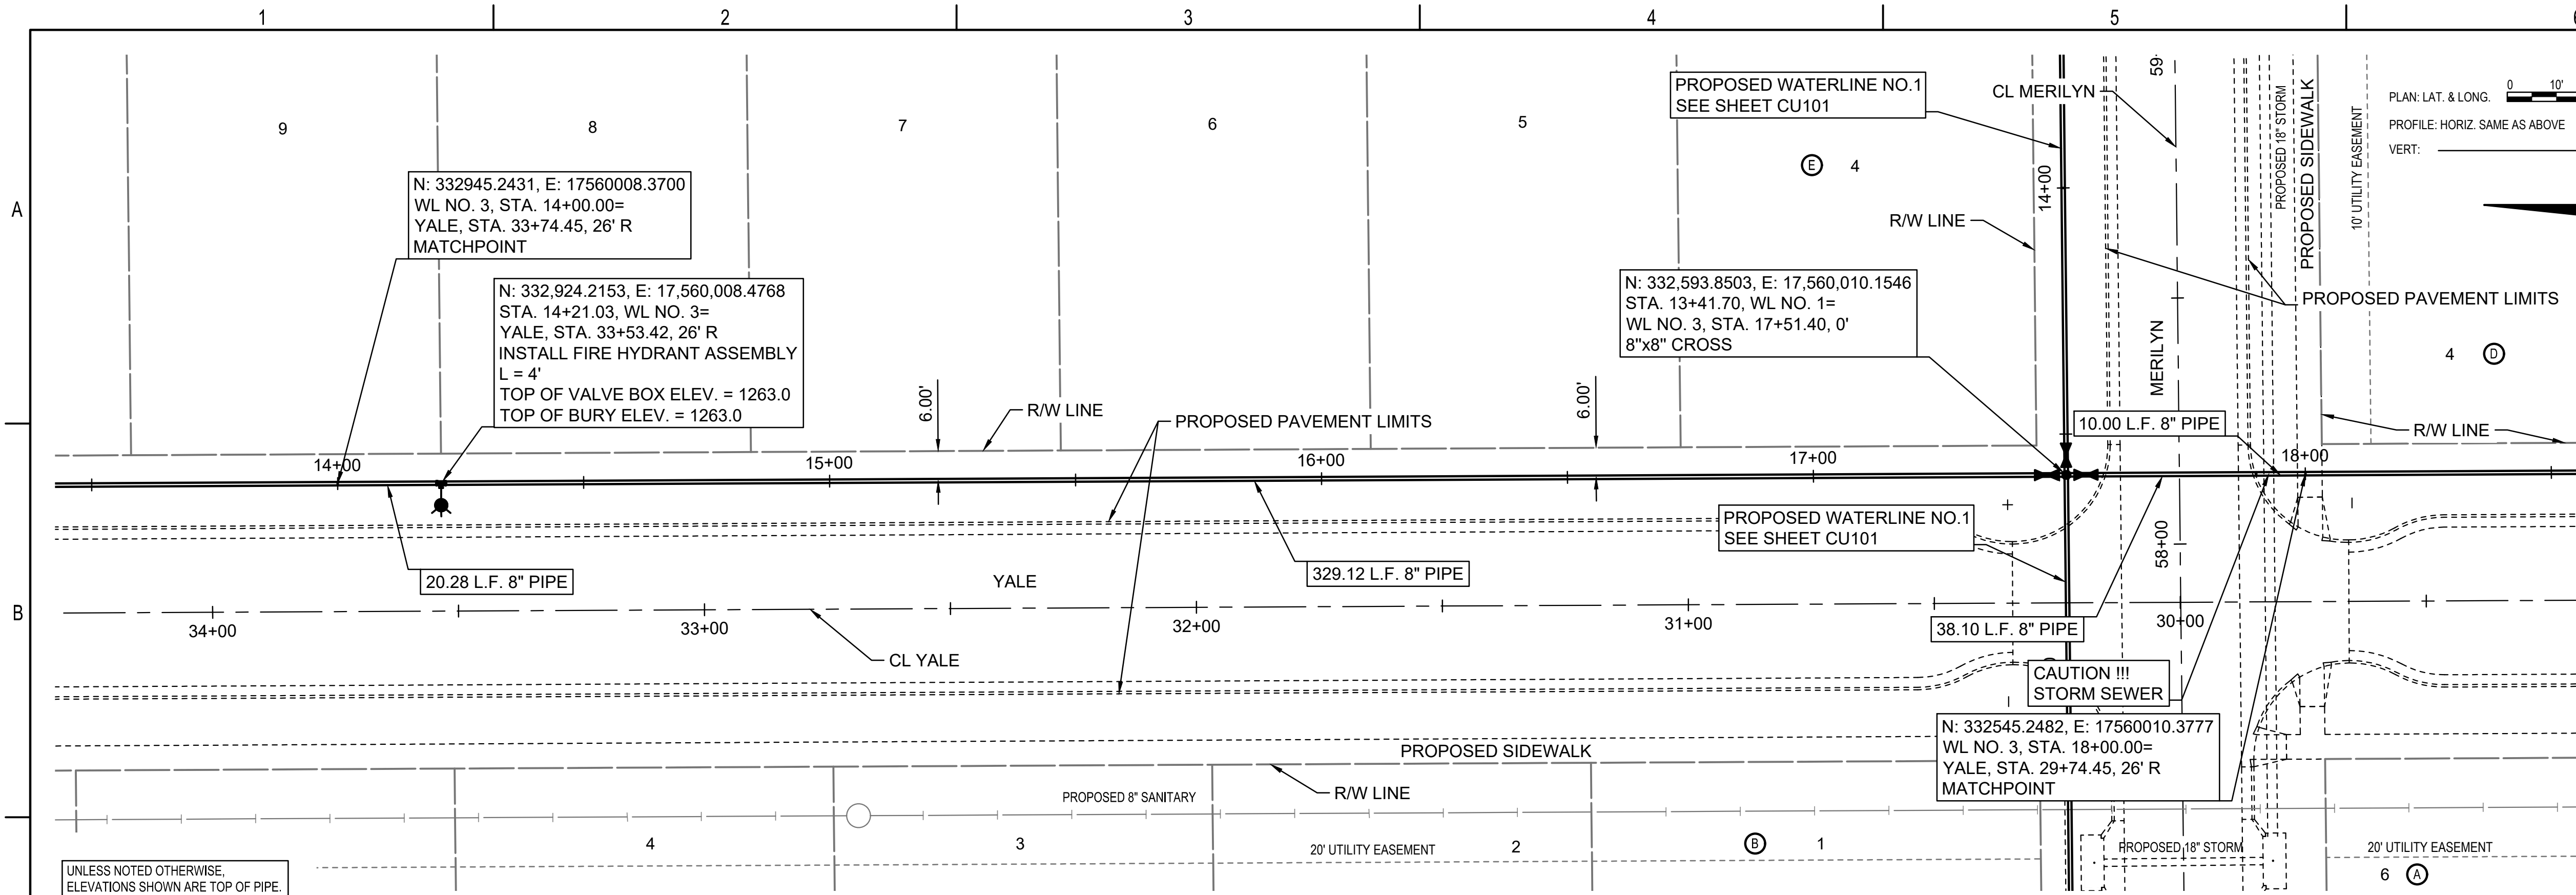 1
2
3
4
5
A
B
9
8
7
6
5
E 4
4 D
N: 332945.2431, E: 17560008.3700
WL NO. 3, STA. 14+00.00=
YALE, STA. 33+74.45, 26' R
MATCHPOINT
N: 332,924.2153, E: 17,560,008.4768
STA. 14+21.03, WL NO. 3=
YALE, STA. 33+53.42, 26' R
INSTALL FIRE HYDRANT ASSEMBLY
L = 4'
TOP OF VALVE BOX ELEV. = 1263.0
TOP OF BURY ELEV. = 1263.0
PROPOSED WATERLINE NO.1
SEE SHEET CU101
CL MERILYN
59
PROPOSED 18" STORM
PROPOSED SIDEWALK
10' UTILITY EASEMENT
PLAN: LAT. & LONG.
0 10'
PROFILE: HORIZ. SAME AS ABOVE
VERT:
14+00
R/W LINE
N: 332,593.8503, E: 17,560,010.1546
STA. 13+41.70, WL NO. 1=
WL NO. 3, STA. 17+51.40, 0'
8"x8" CROSS
PROPOSED PAVEMENT LIMITS
MERILYN
6.00'
R/W LINE
PROPOSED PAVEMENT LIMITS
6.00'
10.00 L.F. 8" PIPE
R/W LINE
14+00
15+00
16+00
17+00
18+00
PROPOSED WATERLINE NO.1
SEE SHEET CU101
58+00
20.28 L.F. 8" PIPE
YALE
329.12 L.F. 8" PIPE
34+00
33+00
32+00
31+00
30+00
38.10 L.F. 8" PIPE
CL YALE
CAUTION !!!
STORM SEWER
N: 332545.2482, E: 17560010.3777
WL NO. 3, STA. 18+00.00=
YALE, STA. 29+74.45, 26' R
MATCHPOINT
PROPOSED SIDEWALK
PROPOSED 8" SANITARY
R/W LINE
4
3
20' UTILITY EASEMENT
2
B 1
PROPOSED 18" STORM
20' UTILITY EASEMENT
6 A
UNLESS NOTED OTHERWISE,
ELEVATIONS SHOWN ARE TOP OF PIPE.